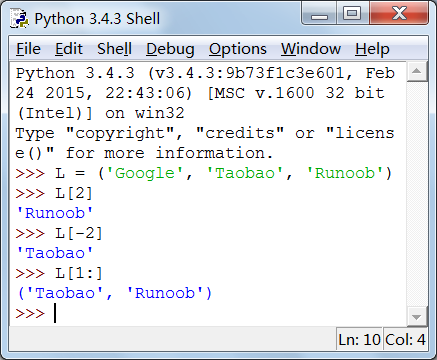 Python 3.4.3 Shell
File Edit Shell Debug Options Window Help
Python 3.4.3 (v3.4.3:9b73f1c3e601, Feb
24 2015, 22:43:06) [MSC v.1600 32 bit
(Intel)] on win32
Type "copyright", "credits" or "licens
e()" for more information.
>>> L = ('Google', 'Taobao', 'Runoob')
>>> L[2]
'Runoob'
>>> L[-2]
'Taobao'
>>> L[1:]
('Taobao', 'Runoob')
>>>
Ln: 10 Col: 4